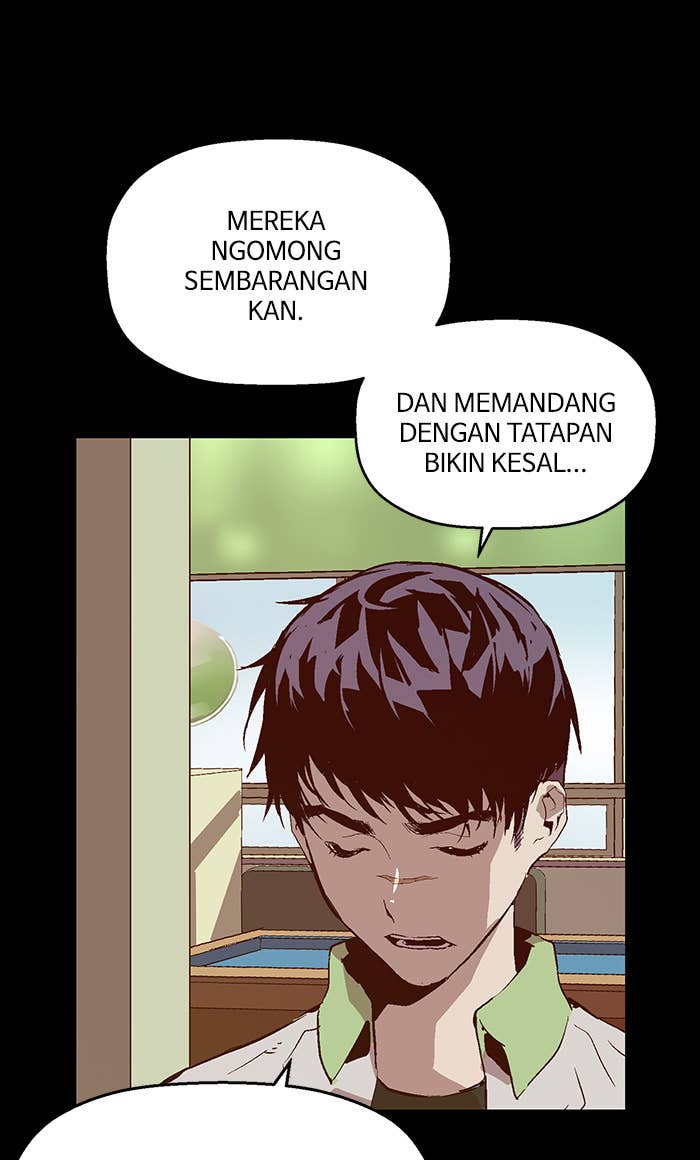 MEREKA
NGOMONG
SEMBARANGAN
KAN.
DAN MEMANDANG
DENGAN TATAPAN
BIKIN KESAL...